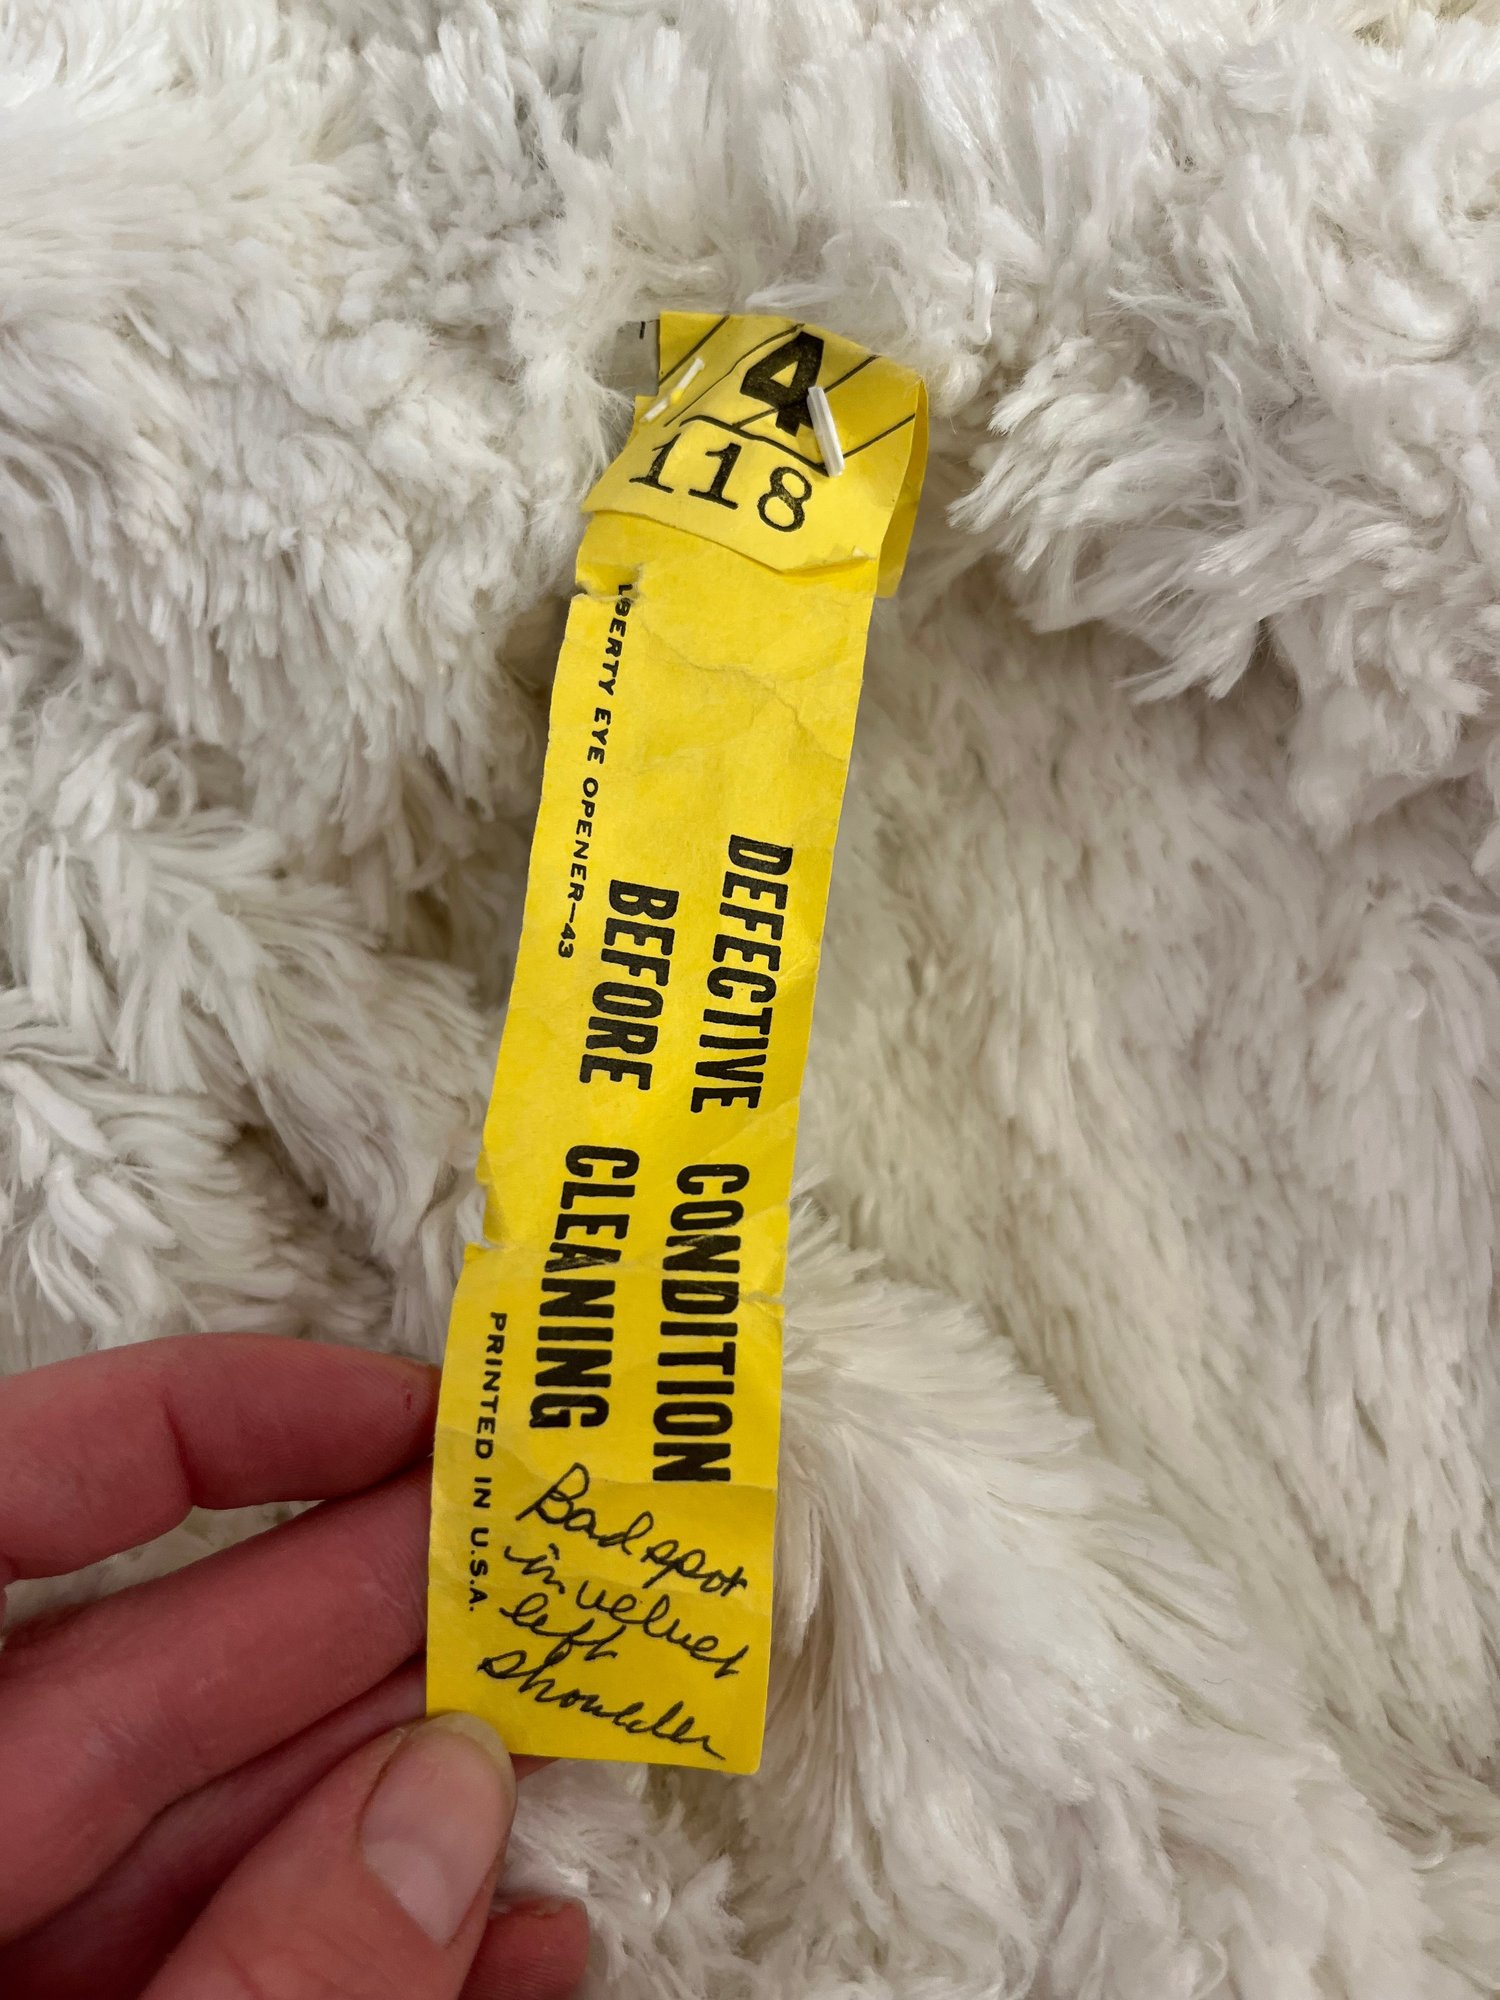 4
118
LIBERTY EYE OPENER-43
DEFECTIVE CONDITION
BEFORE CLEANING
PRINTED IN U.S.A.
Bad spot
in velvet
left
shoulder